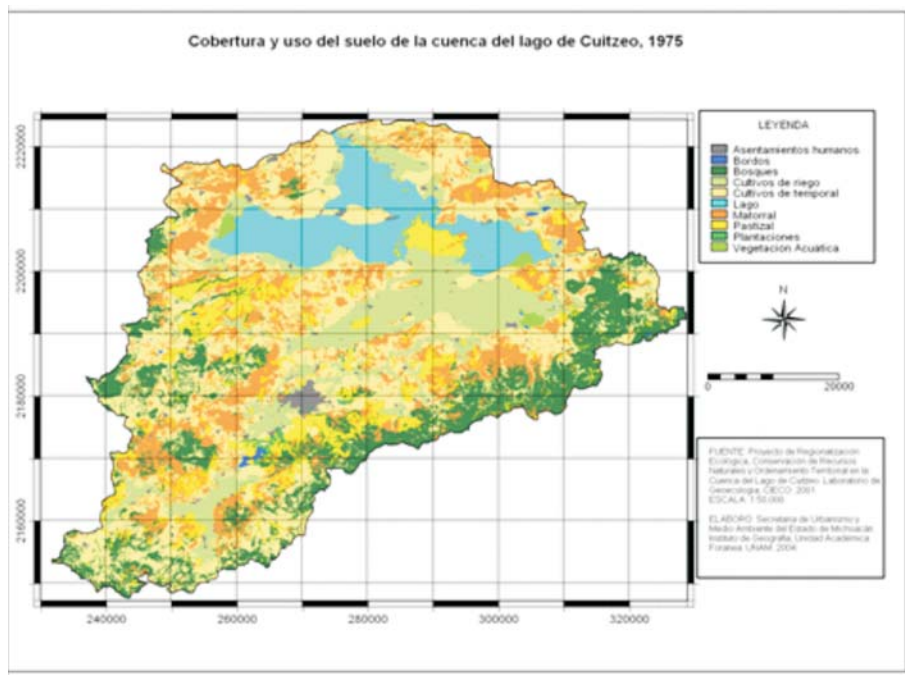 Cobertura y uso del suelo de la cuenca del lago de Cuitzeo, 1975
LEYENDA
Asentamientos humanos
Bordos
Bosques
Cultivos de riego
Cultivos de temporal
Lago
Matorral
Pastizal
Plantaciones
Vegetación Acuática
N
0 20000
FUENTE: Proyecto de Regionalización
Ecológica, Conservación de Recursos
Naturales y Ordenamiento Territorial en la
Cuenca del Lago de Cuitzeo. Laboratorio de
Geoecología, CIECO. 2001
ESCALA 1:50,000
ELABORO: Secretaria de Urbanismo y
Medio Ambiente del Estado de Michoacán
Instituto de Geografía, Unidad Académica
Foranea. UNAM. 2004
2220000
2200000
2180000
2160000
240000 260000 280000 300000 320000